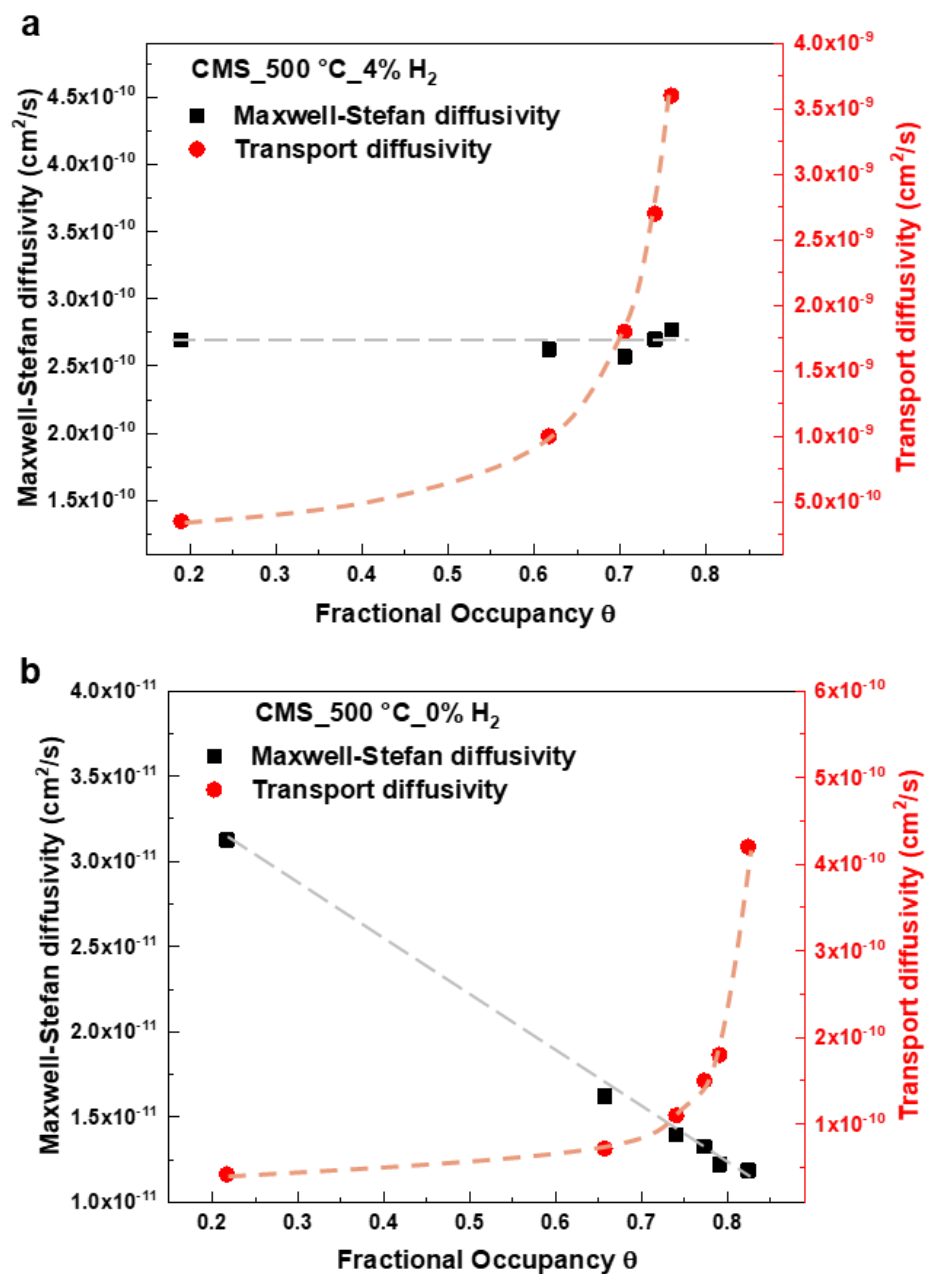 a
CMS_500 °C_4% H₂
Maxwell-Stefan diffusivity
Transport diffusivity
Maxwell-Stefan diffusivity (cm²/s)
4.5x10⁻¹⁰
4.0x10⁻¹⁰
3.5x10⁻¹⁰
3.0x10⁻¹⁰
2.5x10⁻¹⁰
2.0x10⁻¹⁰
1.5x10⁻¹⁰
4.0x10⁻⁹
3.5x10⁻⁹
3.0x10⁻⁹
2.5x10⁻⁹
2.0x10⁻⁹
1.5x10⁻⁹
1.0x10⁻⁹
5.0x10⁻¹⁰
Transport diffusivity (cm²/s)
0.2 0.3 0.4 0.5 0.6 0.7 0.8
Fractional Occupancy θ
b
CMS_500 °C_0% H₂
Maxwell-Stefan diffusivity
Transport diffusivity
Maxwell-Stefan diffusivity (cm²/s)
4.0x10⁻¹¹
3.5x10⁻¹¹
3.0x10⁻¹¹
2.5x10⁻¹¹
2.0x10⁻¹¹
1.5x10⁻¹¹
1.0x10⁻¹¹
6x10⁻¹⁰
5x10⁻¹⁰
4x10⁻¹⁰
3x10⁻¹⁰
2x10⁻¹⁰
1x10⁻¹⁰
Transport diffusivity (cm²/s)
0.2 0.3 0.4 0.5 0.6 0.7 0.8
Fractional Occupancy θ